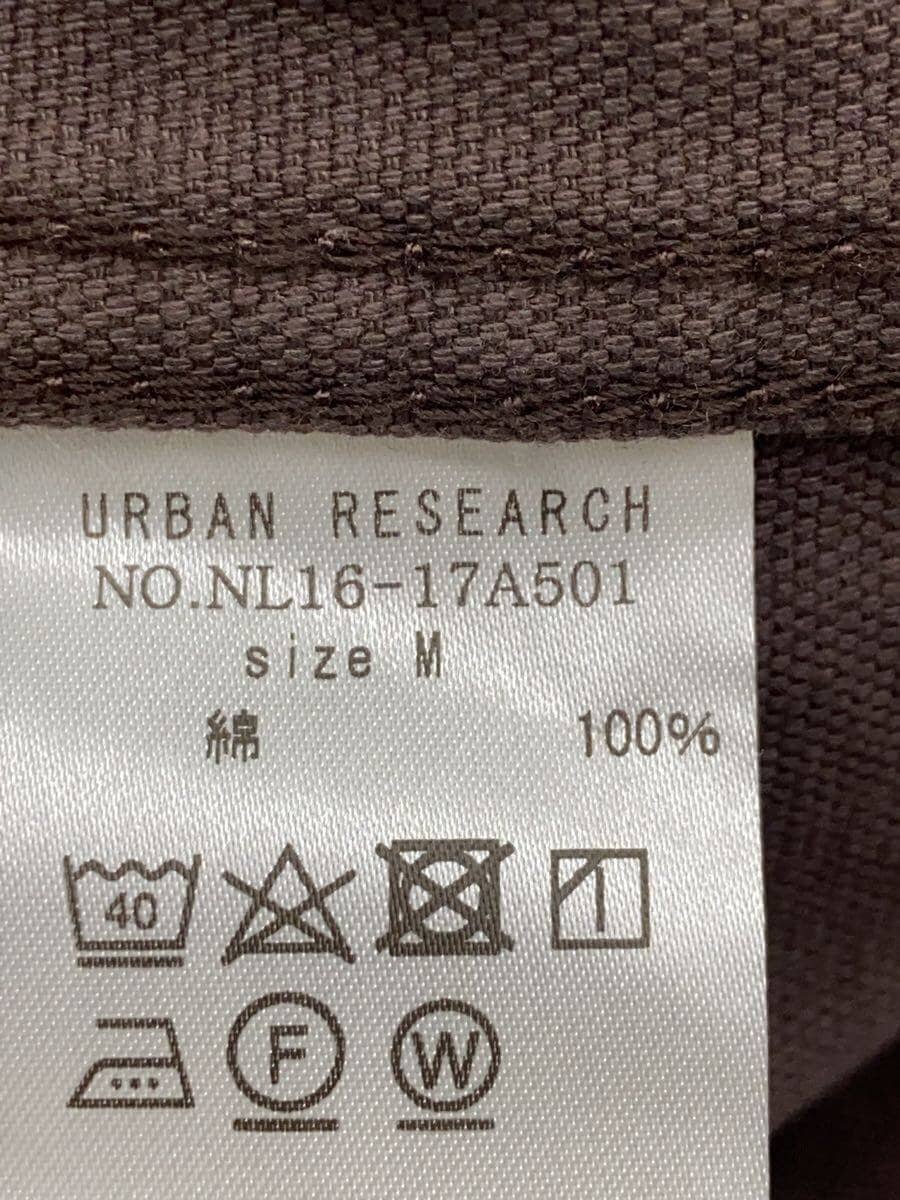 URBAN RESEARCH
NO.NL16-17A501
size M
綿 100%
40
F W